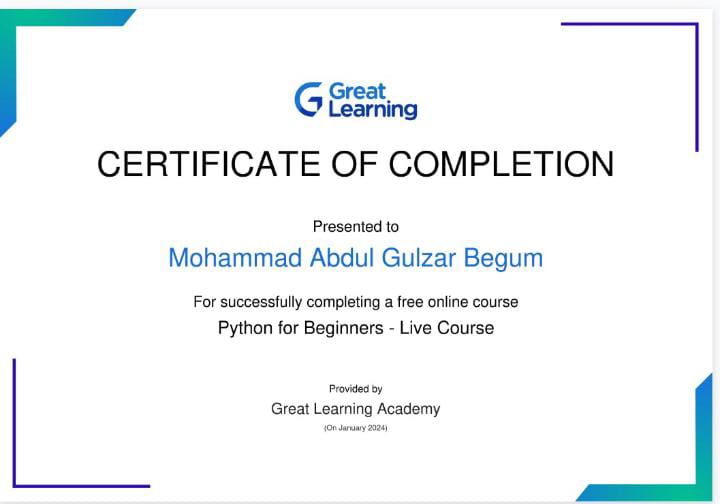 Great
Learning
CERTIFICATE OF COMPLETION
Presented to
Mohammad Abdul Gulzar Begum
For successfully completing a free online course
Python for Beginners - Live Course
Provided by
Great Learning Academy
(On January 2024)